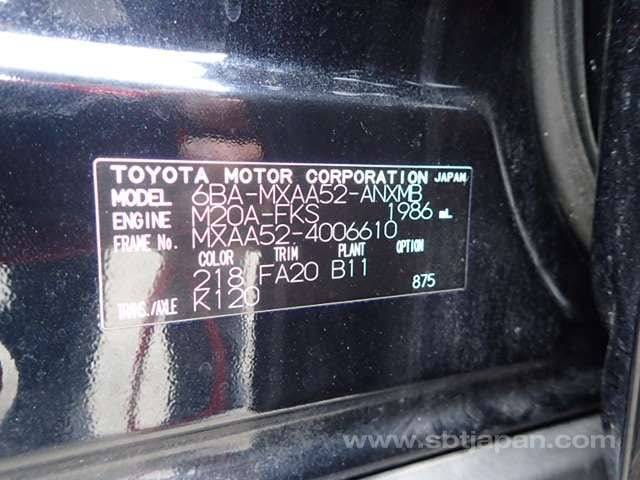 TOYOTA MOTOR CORPORATION JAPAN
MODEL 6BA-MXAA52-ANXMB
ENGINE M20A-FKS 1986 mL
FRAME No. MXAA52-4006610
COLOR TRIM PLANT OPTION
218 FA20 B11
TRANS./AXLE K120 875
www.sbtjapan.com